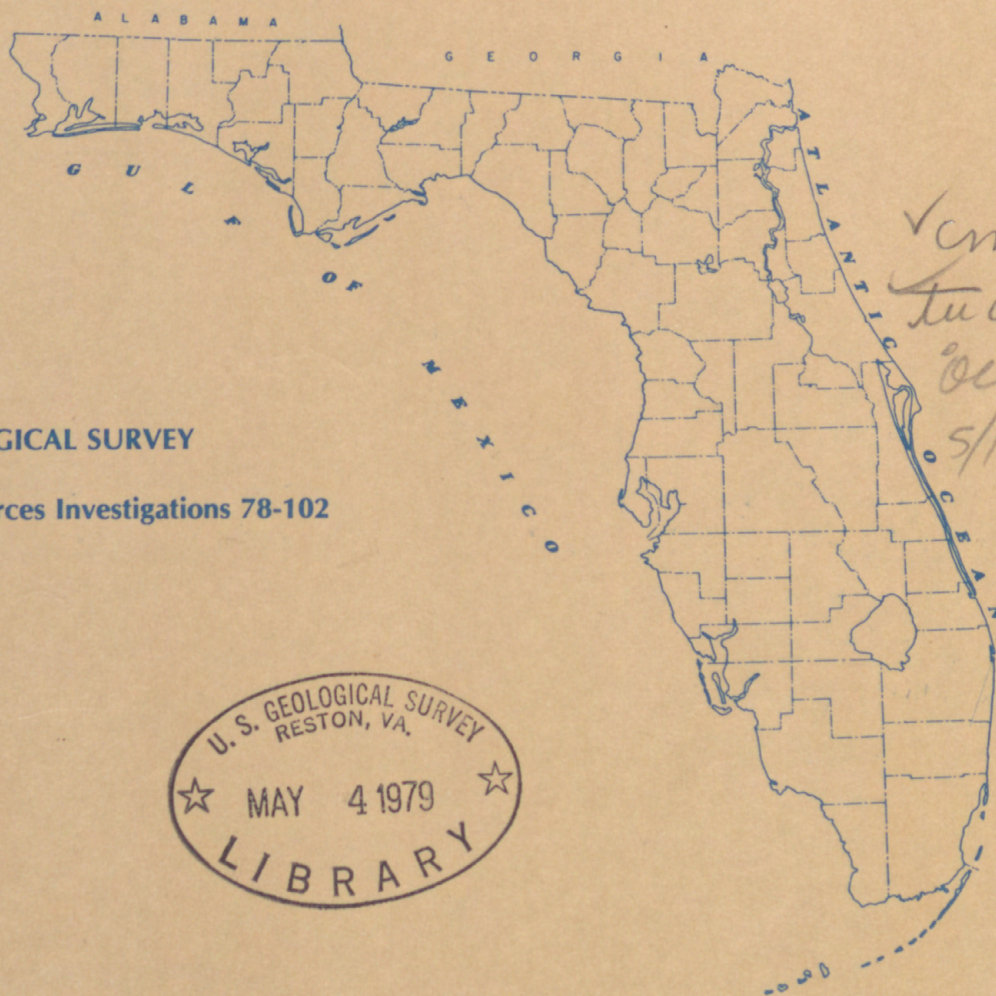 ALABAMA
GEORGIA
GULF OF MEXICO
ATLANTIC OCEAN
GICAL SURVEY
rces Investigations 78-102
U. S. GEOLOGICAL SURVEY
RESTON, VA.
MAY 4 1979
LIBRARY